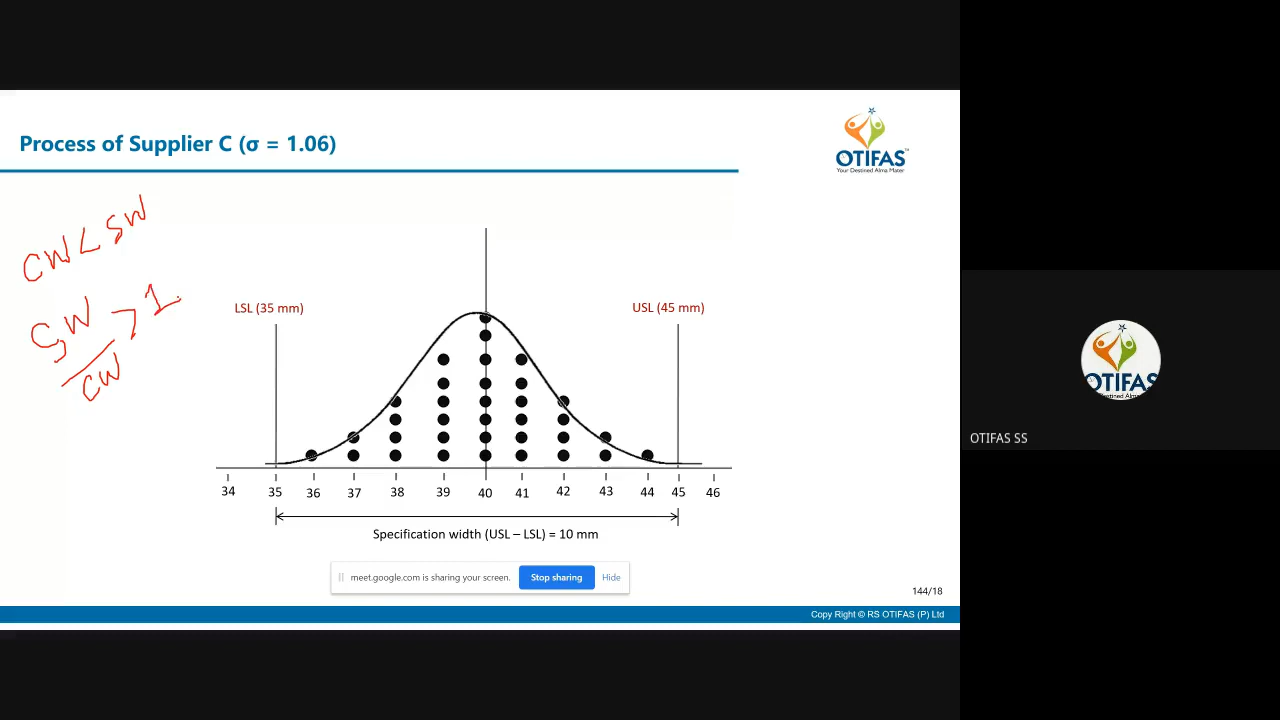 Process of Supplier C (σ = 1.06)
OTIFAS™
Your Destined Alma Mater
CW < SW
SW
CW
> 1
LSL (35 mm)
USL (45 mm)
34 35 36 37 38 39 40 41 42 43 44 45 46
Specification width (USL – LSL) = 10 mm
meet.google.com is sharing your screen. Stop sharing Hide
144/18
Copy Right © RS OTIFAS (P) Ltd
OTIFAS
Destined Alma
OTIFAS SS